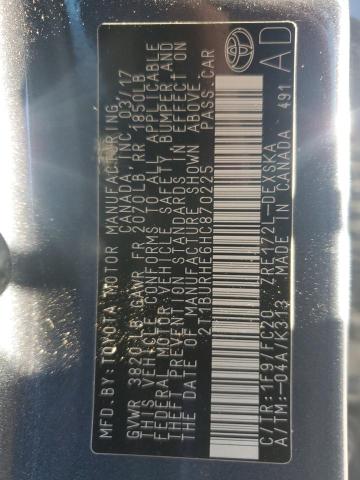 MFD. BY: TOYOTA MOTOR MANUFACTURING
CANADA, INC. 03/17
GVWR 3820 LB GAWR FR 2070LB RR 1850LB
THIS VEHICLE CONFORMS TO ALL APPLICABLE
FEDERAL MOTOR VEHICLE SAFETY BUMPER AND
THEFT PREVENTION STANDARDS IN EFFECT ON
THE DATE OF MANUFACTURE SHOWN ABOVE
2T1BURHE6HC870225 PASS.CAR
C/TR:1F9/FC20 ZRE172L-DEXSKA
A/TM:-04A/K313 MADE IN CANADA 491
AD